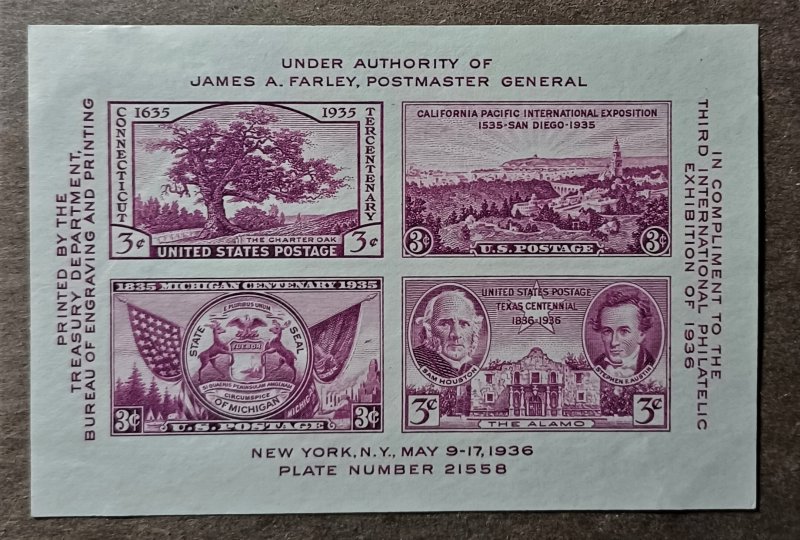 UNDER AUTHORITY OF
JAMES A. FARLEY, POSTMASTER GENERAL
PRINTED BY THE
TREASURY DEPARTMENT,
BUREAU OF ENGRAVING AND PRINTING
1635 1935
CONNECTICUT
TERCENTENARY
THE CHARTER OAK
3¢ UNITED STATES POSTAGE 3¢
CALIFORNIA PACIFIC INTERNATIONAL EXPOSITION
1535-SAN DIEGO-1935
3¢ U.S. POSTAGE 3¢
1835 MICHIGAN CENTENARY 1935
E PLURIBUS UNUM
STATE SEAL
TUEBOR
SI QUAERIS PENINSULAM AMOENAM
CIRCUMSPICE
OF MICHIGAN
MICHIGAN
3¢ U.S. POSTAGE 3¢
UNITED STATES POSTAGE
TEXAS CENTENNIAL
1836-1936
SAM HOUSTON
STEPHEN F. AUSTIN
3¢ THE ALAMO 3¢
IN COMPLIMENT TO THE
THIRD INTERNATIONAL PHILATELIC
EXHIBITION OF 1936
NEW YORK, N.Y., MAY 9-17, 1936
PLATE NUMBER 21558